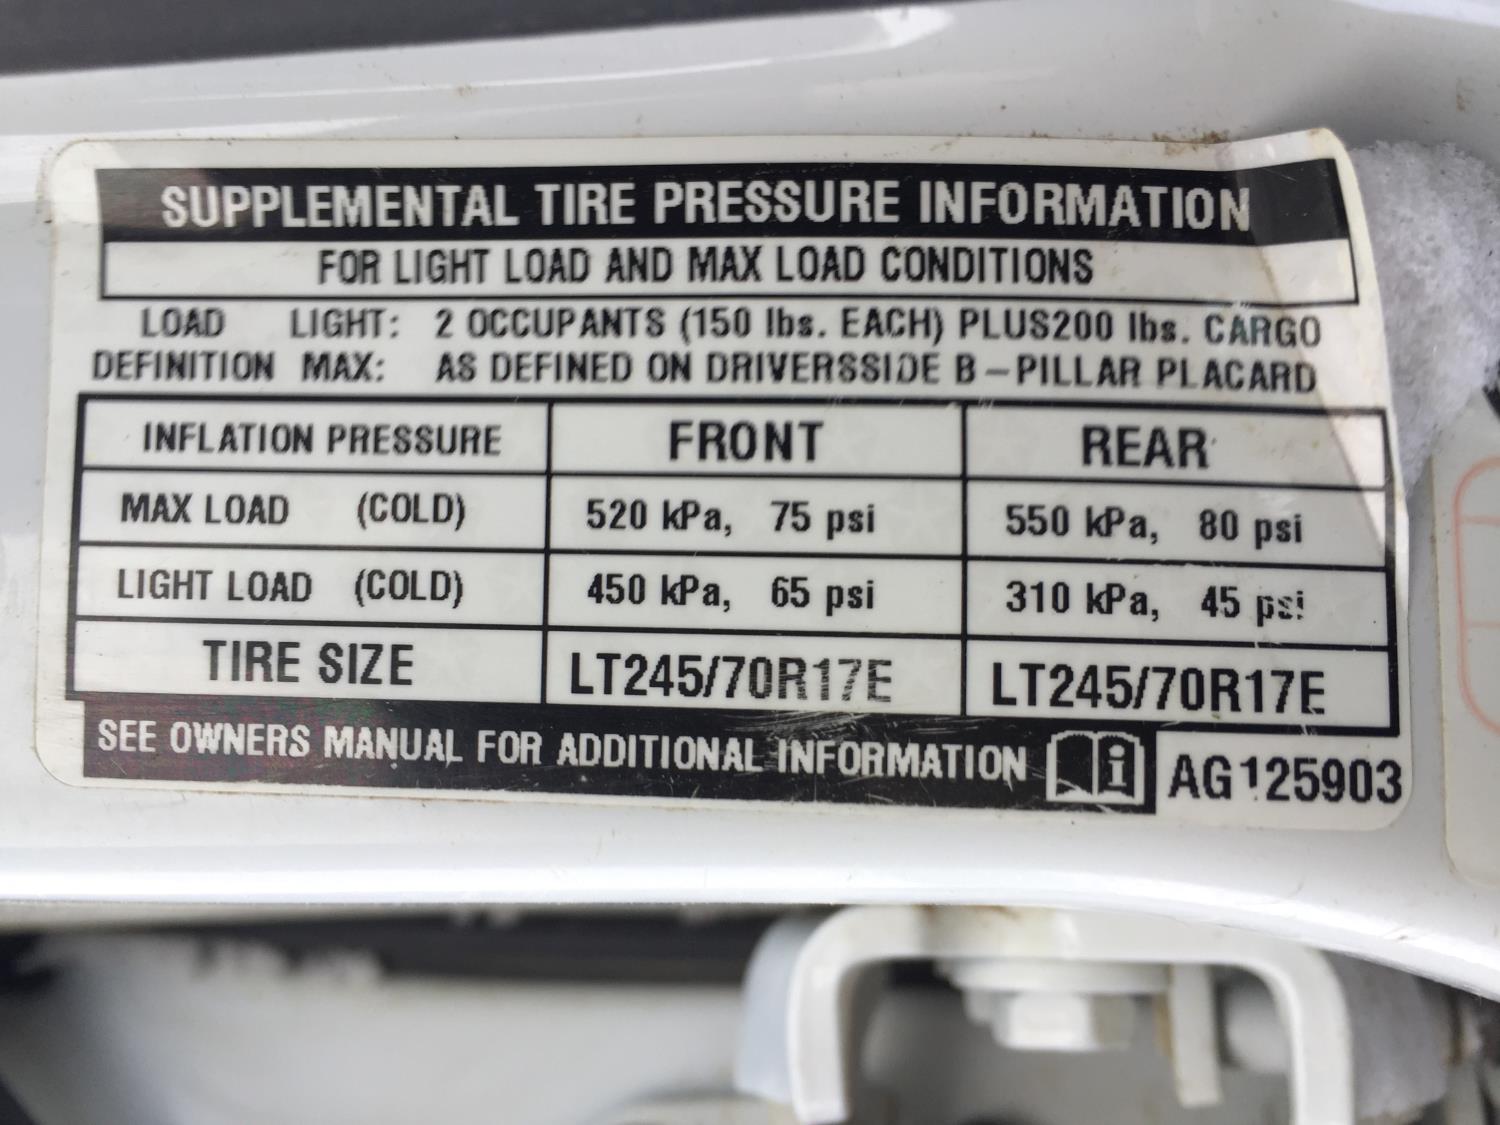 SUPPLEMENTAL TIRE PRESSURE INFORMATION
FOR LIGHT LOAD AND MAX LOAD CONDITIONS
LOAD LIGHT: 2 OCCUPANTS (150 lbs. EACH) PLUS200 lbs. CARGO
DEFINITION MAX: AS DEFINED ON DRIVERSSIDE B-PILLAR PLACARD
INFLATION PRESSURE FRONT REAR
MAX LOAD (COLD) 520 kPa, 75 psi 550 kPa, 80 psi
LIGHT LOAD (COLD) 450 kPa, 65 psi 310 kPa, 45 psi
TIRE SIZE LT245/70R17E LT245/70R17E
SEE OWNERS MANUAL FOR ADDITIONAL INFORMATION i AG125903